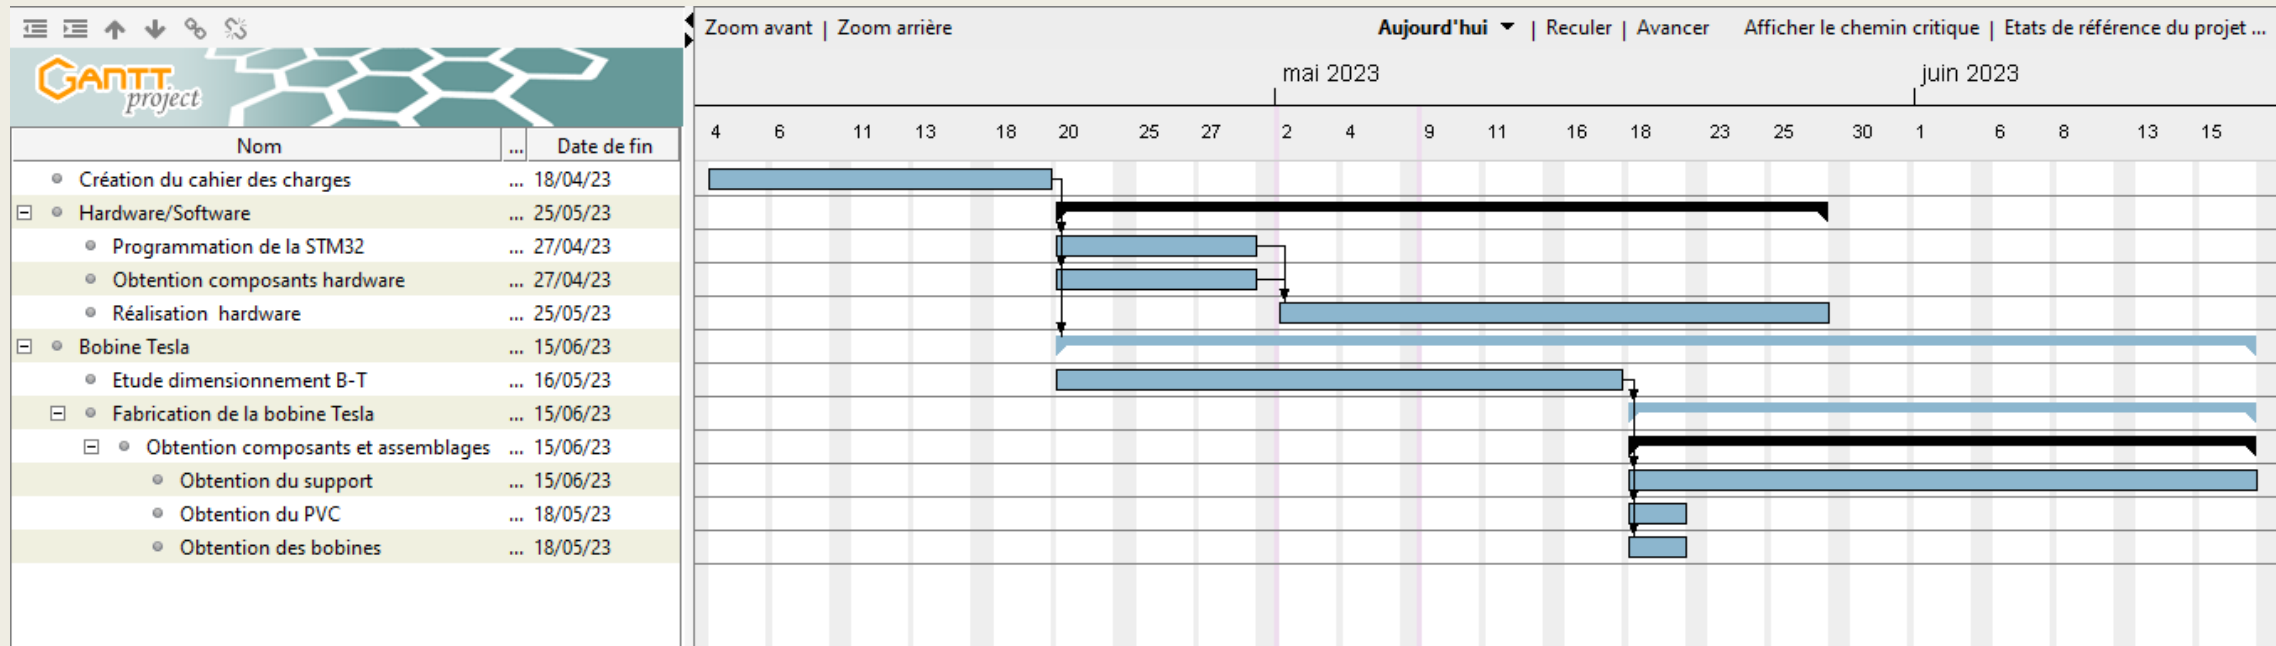 Zoom avant | Zoom arrière Aujourd'hui | Reculer | Avancer Afficher le chemin critique | Etats de référence du projet ...
GANTT project
mai 2023 juin 2023
4 6 11 13 18 20 25 27 2 4 9 11 16 18 23 25 30 1 6 8 13 15
Nom ... Date de fin
Création du cahier des charges ... 18/04/23
Hardware/Software ... 25/05/23
Programmation de la STM32 ... 27/04/23
Obtention composants hardware ... 27/04/23
Réalisation hardware ... 25/05/23
Bobine Tesla ... 15/06/23
Etude dimensionnement B-T ... 16/05/23
Fabrication de la bobine Tesla ... 15/06/23
Obtention composants et assemblages ... 15/06/23
Obtention du support ... 15/06/23
Obtention du PVC ... 18/05/23
Obtention des bobines ... 18/05/23